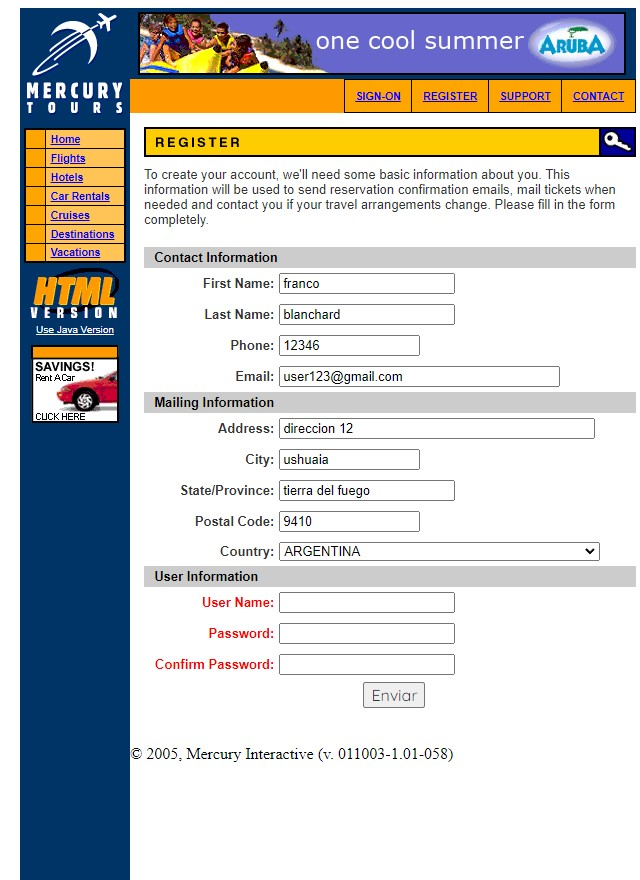 one cool summer ARUBA
MERCURY
TOURS
SIGN-ON REGISTER SUPPORT CONTACT
Home
Flights
Hotels
Car Rentals
Cruises
Destinations
Vacations
HTML
VERSION
Use Java Version
SAVINGS!
Rent A Car
CLICK HERE
REGISTER
To create your account, we'll need some basic information about you. This
information will be used to send reservation confirmation emails, mail tickets when
needed and contact you if your travel arrangements change. Please fill in the form
completely.
Contact Information
First Name: franco
Last Name: blanchard
Phone: 12346
Email: user123@gmail.com
Mailing Information
Address: direccion 12
City: ushuaia
State/Province: tierra del fuego
Postal Code: 9410
Country: ARGENTINA
User Information
User Name:
Password:
Confirm Password:
Enviar
© 2005, Mercury Interactive (v. 011003-1.01-058)